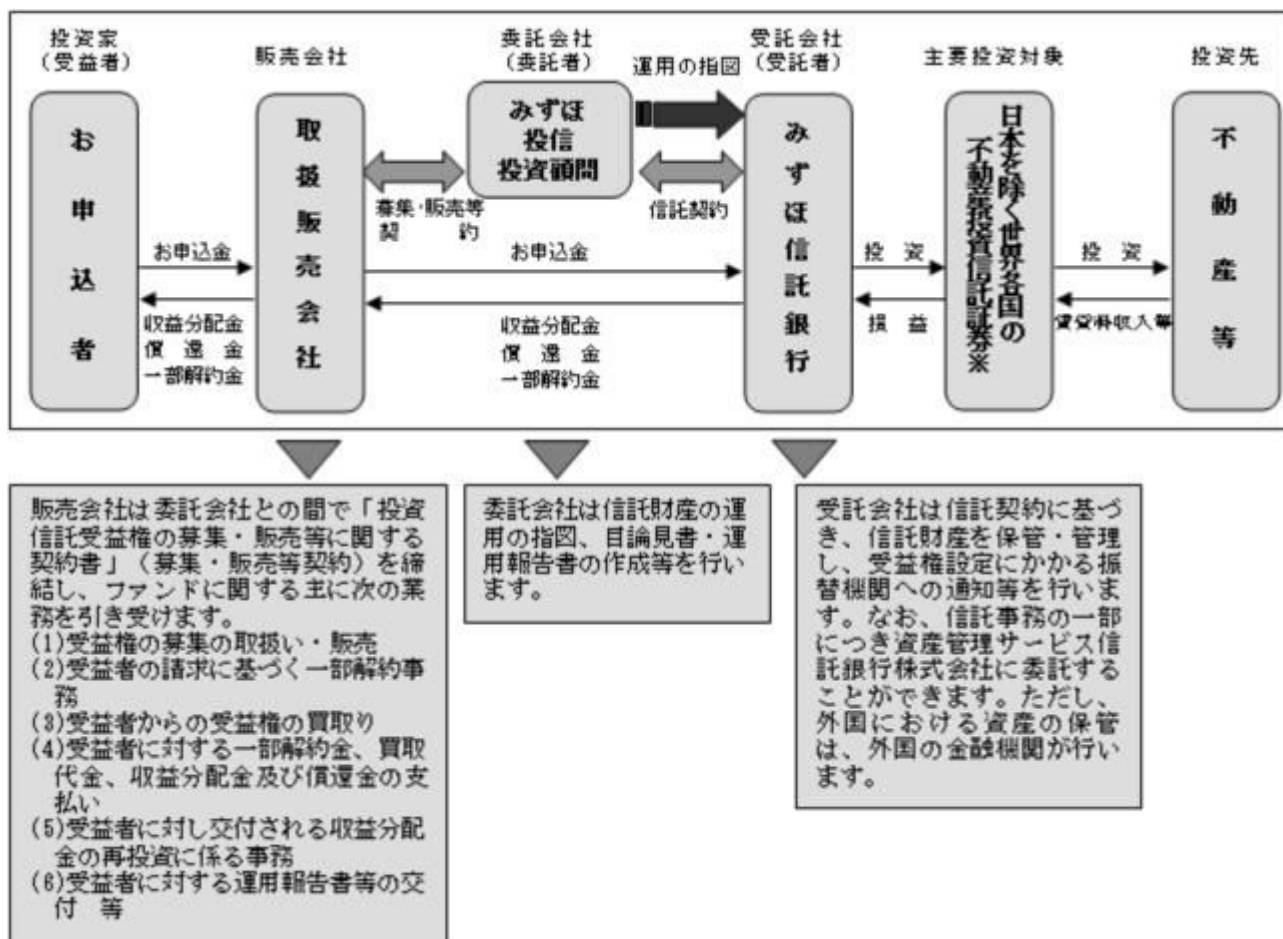 投資家
(受益者)
販売会社
委託会社
(委託者)
運用の指図
受託会社
(受託者)
主要投資対象
投資先
お申込者
取扱販売会社
みずほ
投信
投資顧問
みずほ信託銀行
日本を除く世界各国の
不動産投資信託証券※
不動産等
募集・販売等
契約
信託契約
お申込金
収益分配金
償還金
一部解約金
お申込金
収益分配金
償還金
一部解約金
投資
損益
投資
賃貸料収入等
販売会社は委託会社との間で「投資
信託受益権の募集・販売等に関する
契約書」(募集・販売等契約)を締
結し、ファンドに関する主に次の業
務を引き受けます。
(1)受益権の募集の取扱い・販売
(2)受益者の請求に基づく一部解約事
務
(3)受益者からの受益権の買取り
(4)受益者に対する一部解約金、買取
代金、収益分配金及び償還金の支
払い
(5)受益者に対し交付される収益分配
金の再投資に係る事務
(6)受益者に対する運用報告書等の交
付 等
委託会社は信託財産の運
用の指図、目論見書・運
用報告書の作成等を行い
ます。
受託会社は信託契約に基づ
き、信託財産を保管・管理
し、受益権設定にかかる振
替機関への通知等を行いま
す。なお、信託事務の一部
につき資産管理サービス信
託銀行株式会社に委託する
ことができます。ただし、
外国における資産の保管
は、外国の金融機関が行い
ます。